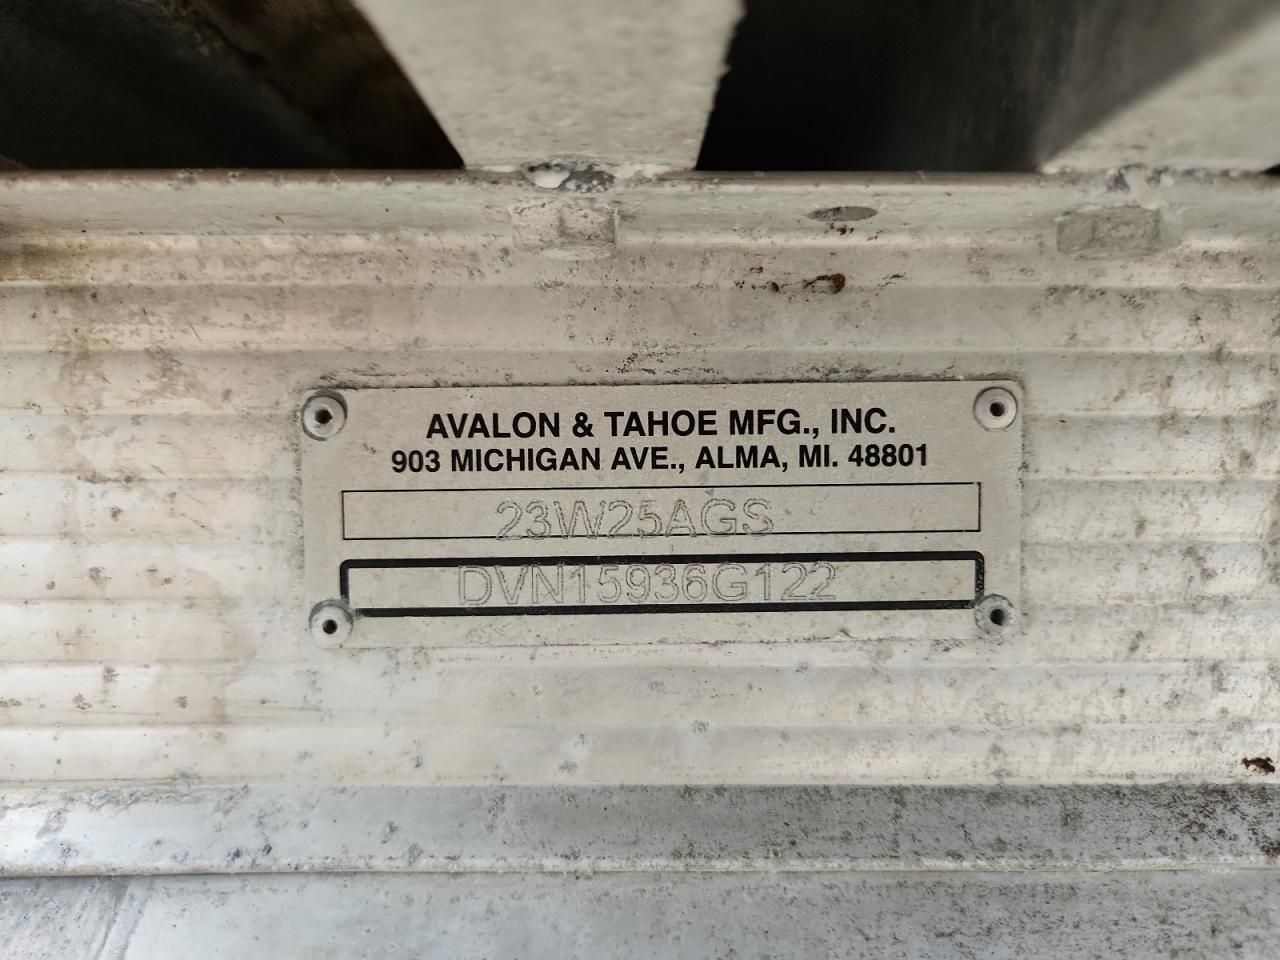 AVALON & TAHOE MFG., INC.
903 MICHIGAN AVE., ALMA, MI. 48801
23W25AGS
DVN15936G122